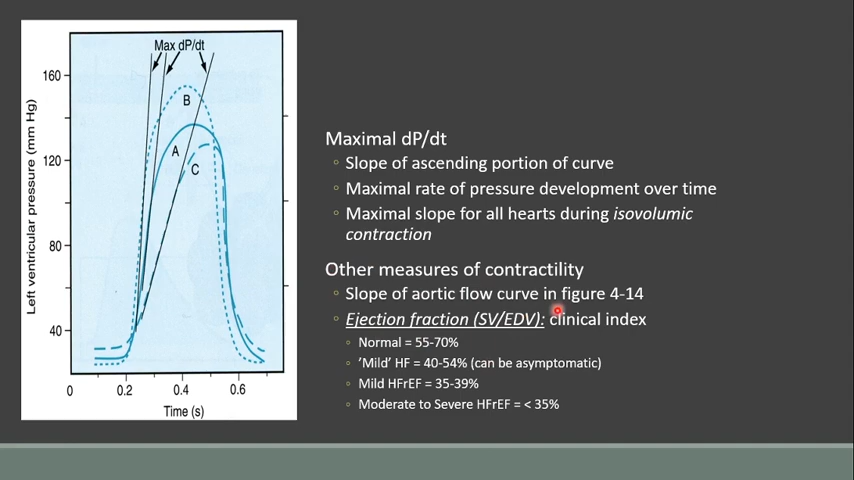 Max dP/dt
160
120
80
40
Left ventricular pressure (mm Hg)
B
A
C
0
0.2
0.4
0.6
Time (s)
Maximal dP/dt
Slope of ascending portion of curve
Maximal rate of pressure development over time
Maximal slope for all hearts during isovolumic
contraction
Other measures of contractility
Slope of aortic flow curve in figure 4-14
Ejection fraction (SV/EDV): clinical index
Normal = 55-70%
'Mild' HF = 40-54% (can be asymptomatic)
Mild HFrEF = 35-39%
Moderate to Severe HFrEF = < 35%